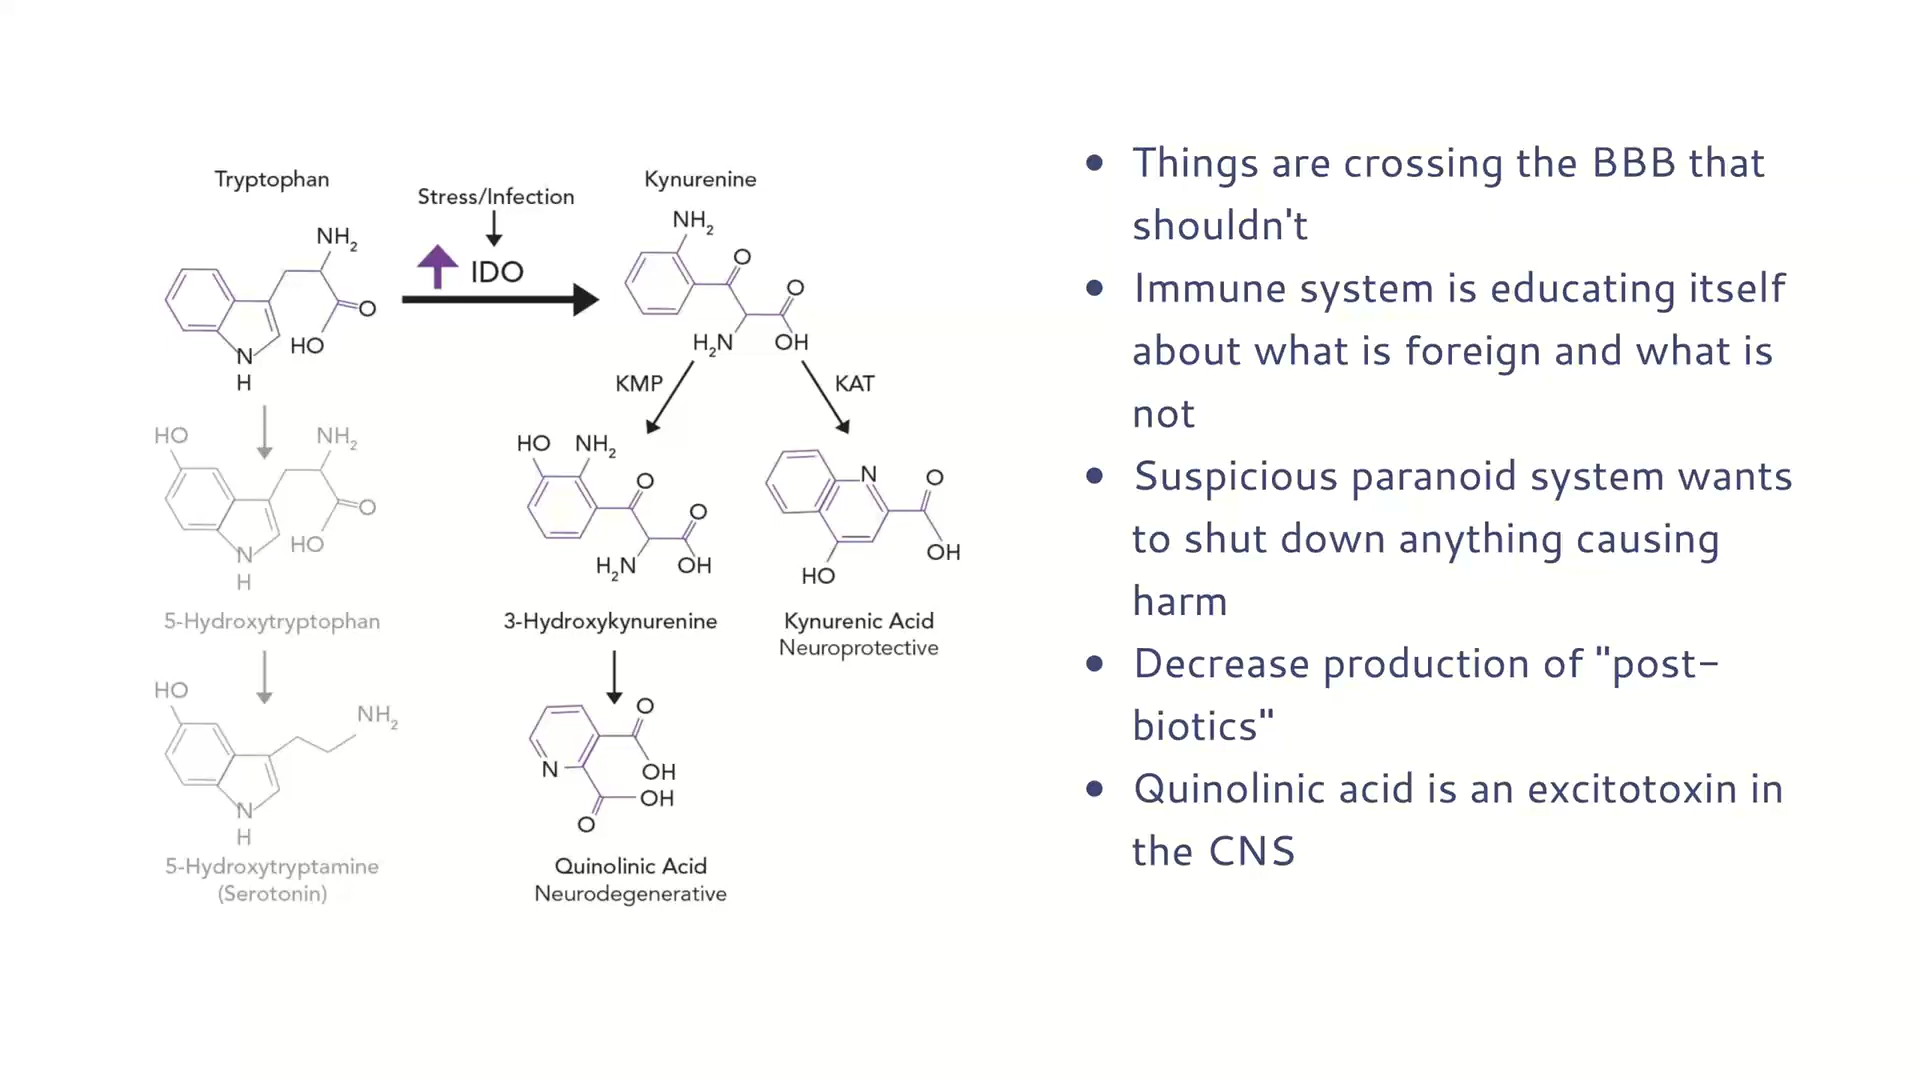 Tryptophan
Stress/Infection
Kynurenine
IDO
NH2
O
HO
N
H
NH2
O
O
H2N
OH
KMP
KAT
HO
NH2
O
HO
N
H
5-Hydroxytryptophan
HO NH2
O
O
H2N
OH
3-Hydroxykynurenine
N
O
OH
HO
Kynurenic Acid
Neuroprotective
HO
NH2
N
H
5-Hydroxytryptamine
(Serotonin)
O
OH
N
OH
O
Quinolinic Acid
Neurodegenerative
• Things are crossing the BBB that
shouldn't
• Immune system is educating itself
about what is foreign and what is
not
• Suspicious paranoid system wants
to shut down anything causing
harm
• Decrease production of "post-
biotics"
• Quinolinic acid is an excitotoxin in
the CNS